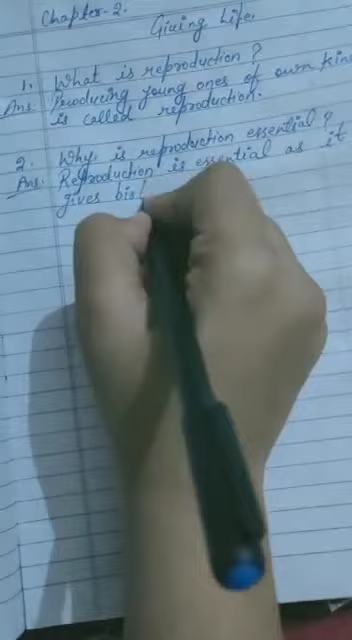 Chapter-2.
Giving Life.
1. What is reproduction ?
Ans. Producing young ones of own kin
is called reproduction.
2. Why is reproduction essential ?
Ans. Reproduction is essential as it
gives bir